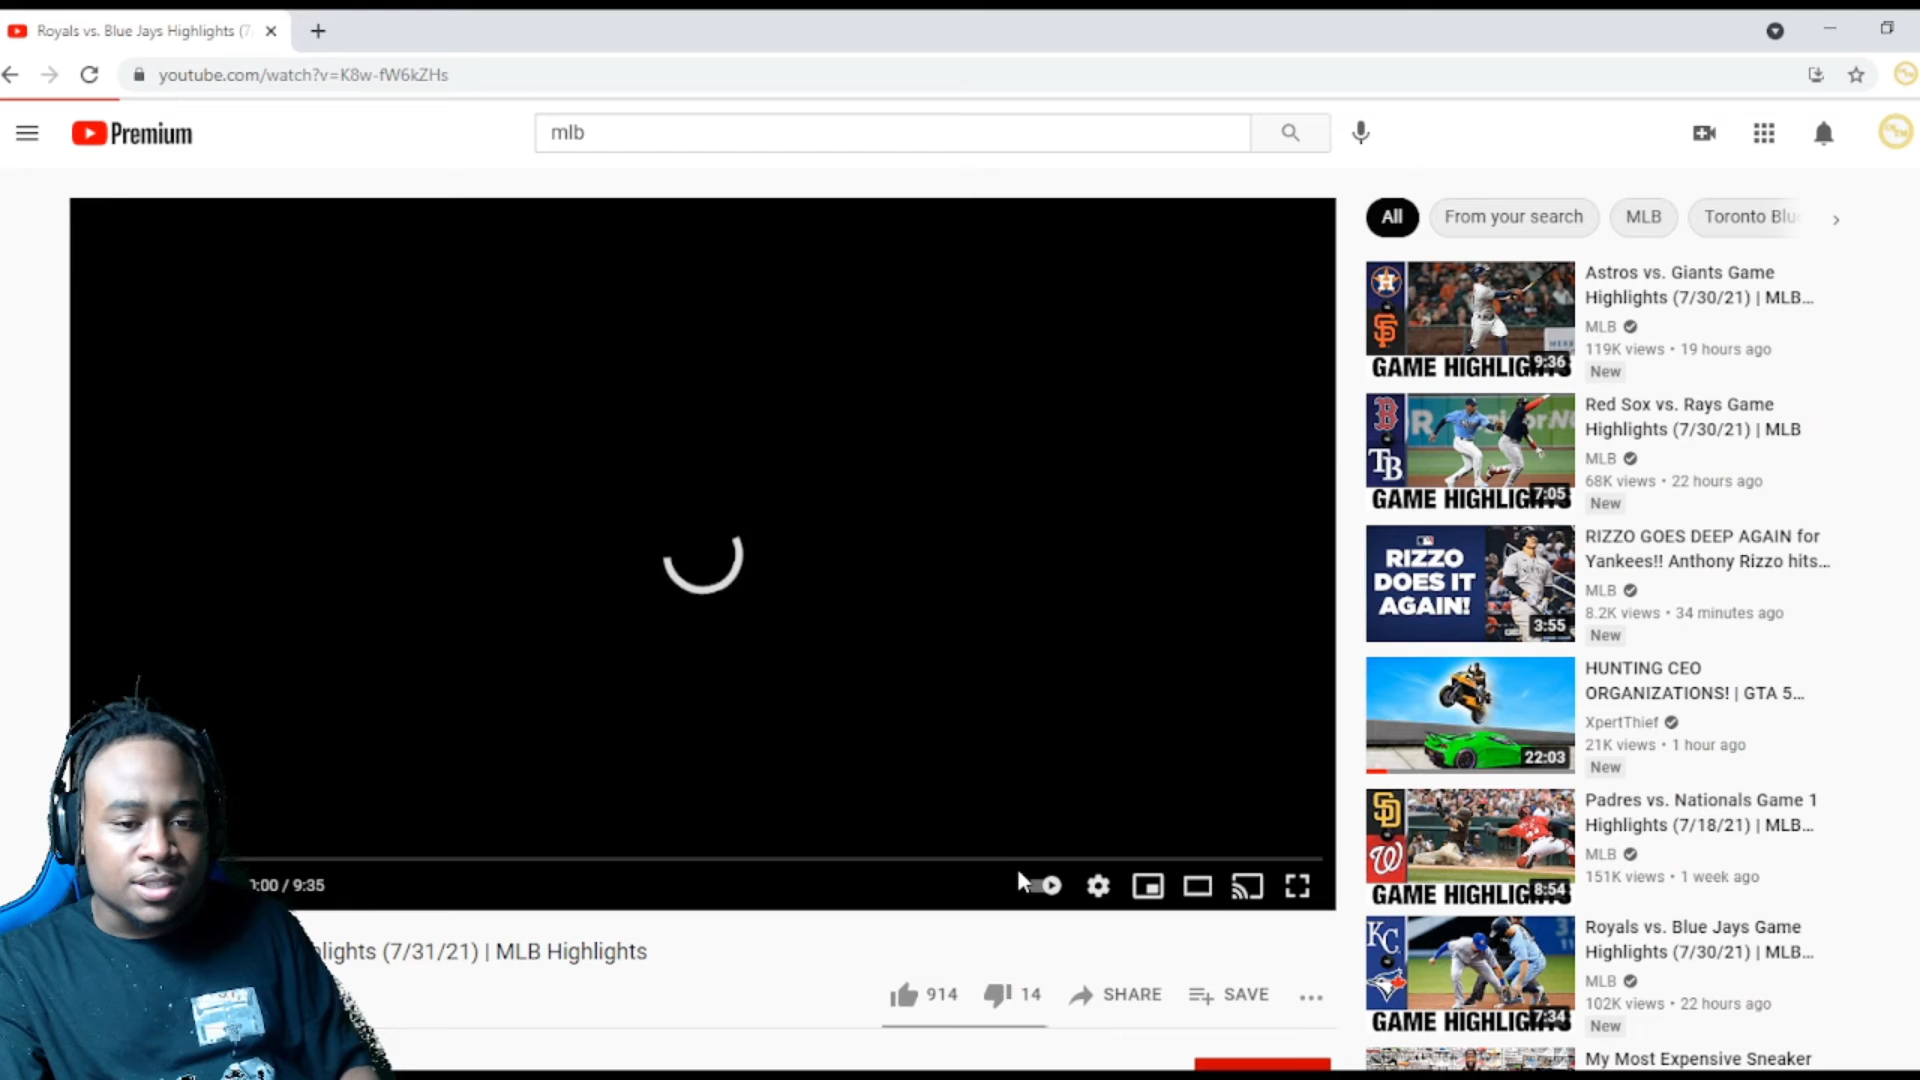 Royals vs. Blue Jays Highlights (7
youtube.com/watch?v=K8w-fW6kZHs
Premium
mlb
All
From your search
MLB
Toronto Blu
Astros vs. Giants Game
Highlights (7/30/21) | MLB...
MLB
119K views • 19 hours ago
New
GAME HIGHLIGHTS
9:36
Red Sox vs. Rays Game
Highlights (7/30/21) | MLB
MLB
68K views • 22 hours ago
New
GAME HIGHLIGHTS
7:05
RIZZO
DOES IT
AGAIN!
3:55
RIZZO GOES DEEP AGAIN for
Yankees!! Anthony Rizzo hits...
MLB
8.2K views • 34 minutes ago
New
22:03
HUNTING CEO
ORGANIZATIONS! | GTA 5...
XpertThief
21K views • 1 hour ago
New
Padres vs. Nationals Game 1
Highlights (7/18/21) | MLB...
MLB
151K views • 1 week ago
GAME HIGHLIGHTS
8:54
Royals vs. Blue Jays Game
Highlights (7/30/21) | MLB...
MLB
102K views • 22 hours ago
New
GAME HIGHLIGHTS
7:34
My Most Expensive Sneaker
0:00 / 9:35
lights (7/31/21) | MLB Highlights
914
14
SHARE
SAVE